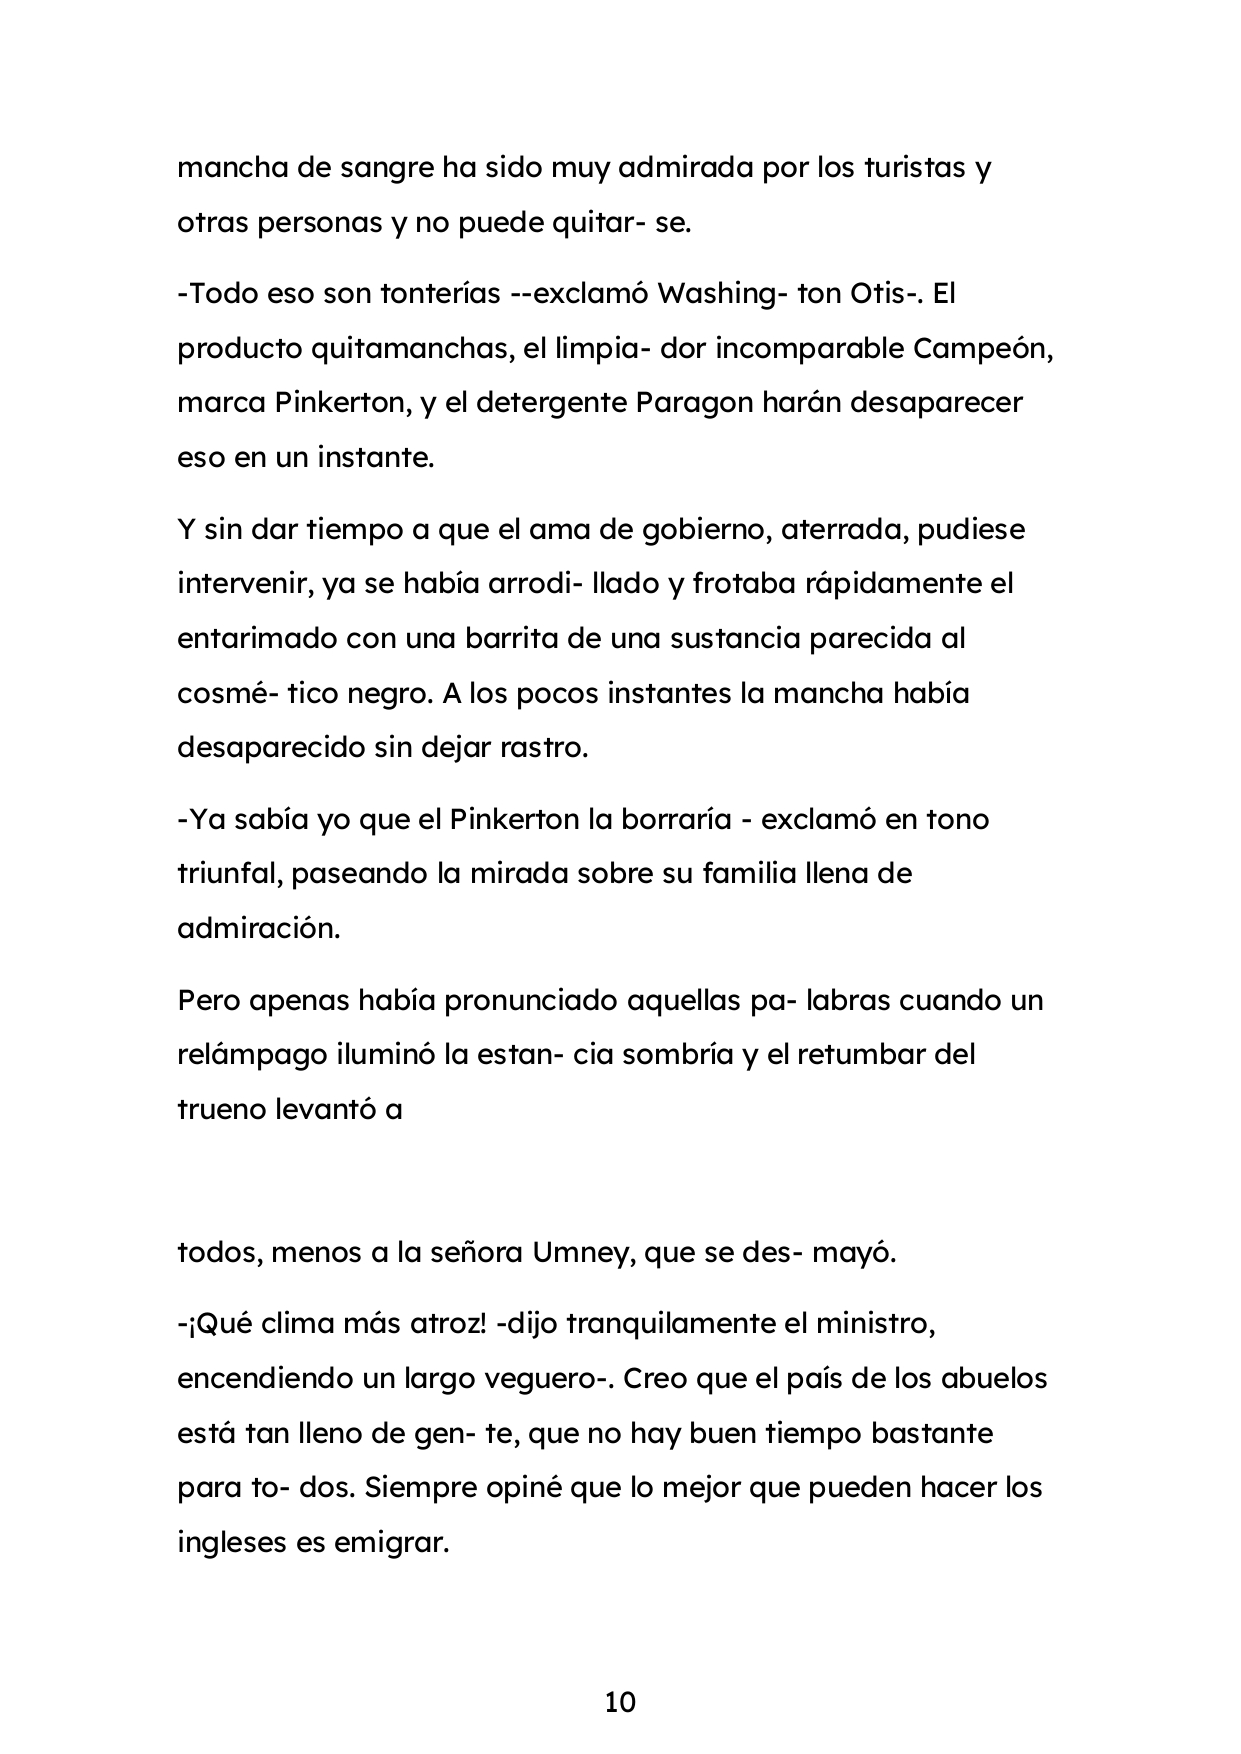 mancha de sangre ha sido muy admirada por los turistas y
otras personas y no puede quitar- se.
-Todo eso son tonterías --exclamó Washing- ton Otis-. El
producto quitamanchas, el limpia- dor incomparable Campeón,
marca Pinkerton, y el detergente Paragon harán desaparecer
eso en un instante.
Y sin dar tiempo a que el ama de gobierno, aterrada, pudiese
intervenir, ya se había arrodi- llado y frotaba rápidamente el
entarimado con una barrita de una sustancia parecida al
cosmé- tico negro. A los pocos instantes la mancha había
desaparecido sin dejar rastro.
-Ya sabía yo que el Pinkerton la borraría - exclamó en tono
triunfal, paseando la mirada sobre su familia llena de
admiración.
Pero apenas había pronunciado aquellas pa- labras cuando un
relámpago iluminó la estan- cia sombría y el retumbar del
trueno levantó a
todos, menos a la señora Umney, que se des- mayó.
-¡Qué clima más atroz! -dijo tranquilamente el ministro,
encendiendo un largo veguero-. Creo que el país de los abuelos
está tan lleno de gen- te, que no hay buen tiempo bastante
para to- dos. Siempre opiné que lo mejor que pueden hacer los
ingleses es emigrar.
10